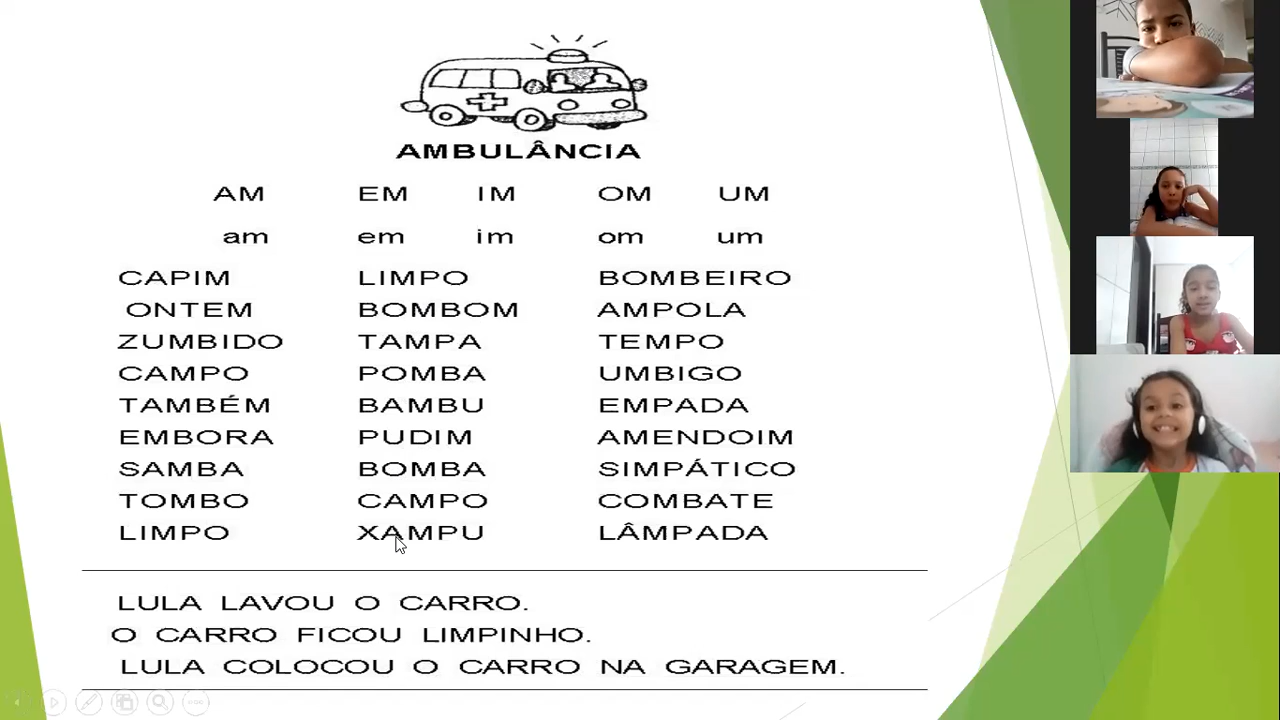 AMBULÂNCIA
AM EM IM OM UM
am em im om um
CAPIM LIMPO BOMBEIRO
ONTEM BOMBOM AMPOLA
ZUMBIDO TAMPA TEMPO
CAMPO POMBA UMBIGO
TAMBÉM BAMBU EMPADA
EMBORA PUDIM AMENDOIM
SAMBA BOMBA SIMPÁTICO
TOMBO CAMPO COMBATE
LIMPO XAMPU LÂMPADA
LULA LAVOU O CARRO.
O CARRO FICOU LIMPINHO.
LULA COLOCOU O CARRO NA GARAGEM.